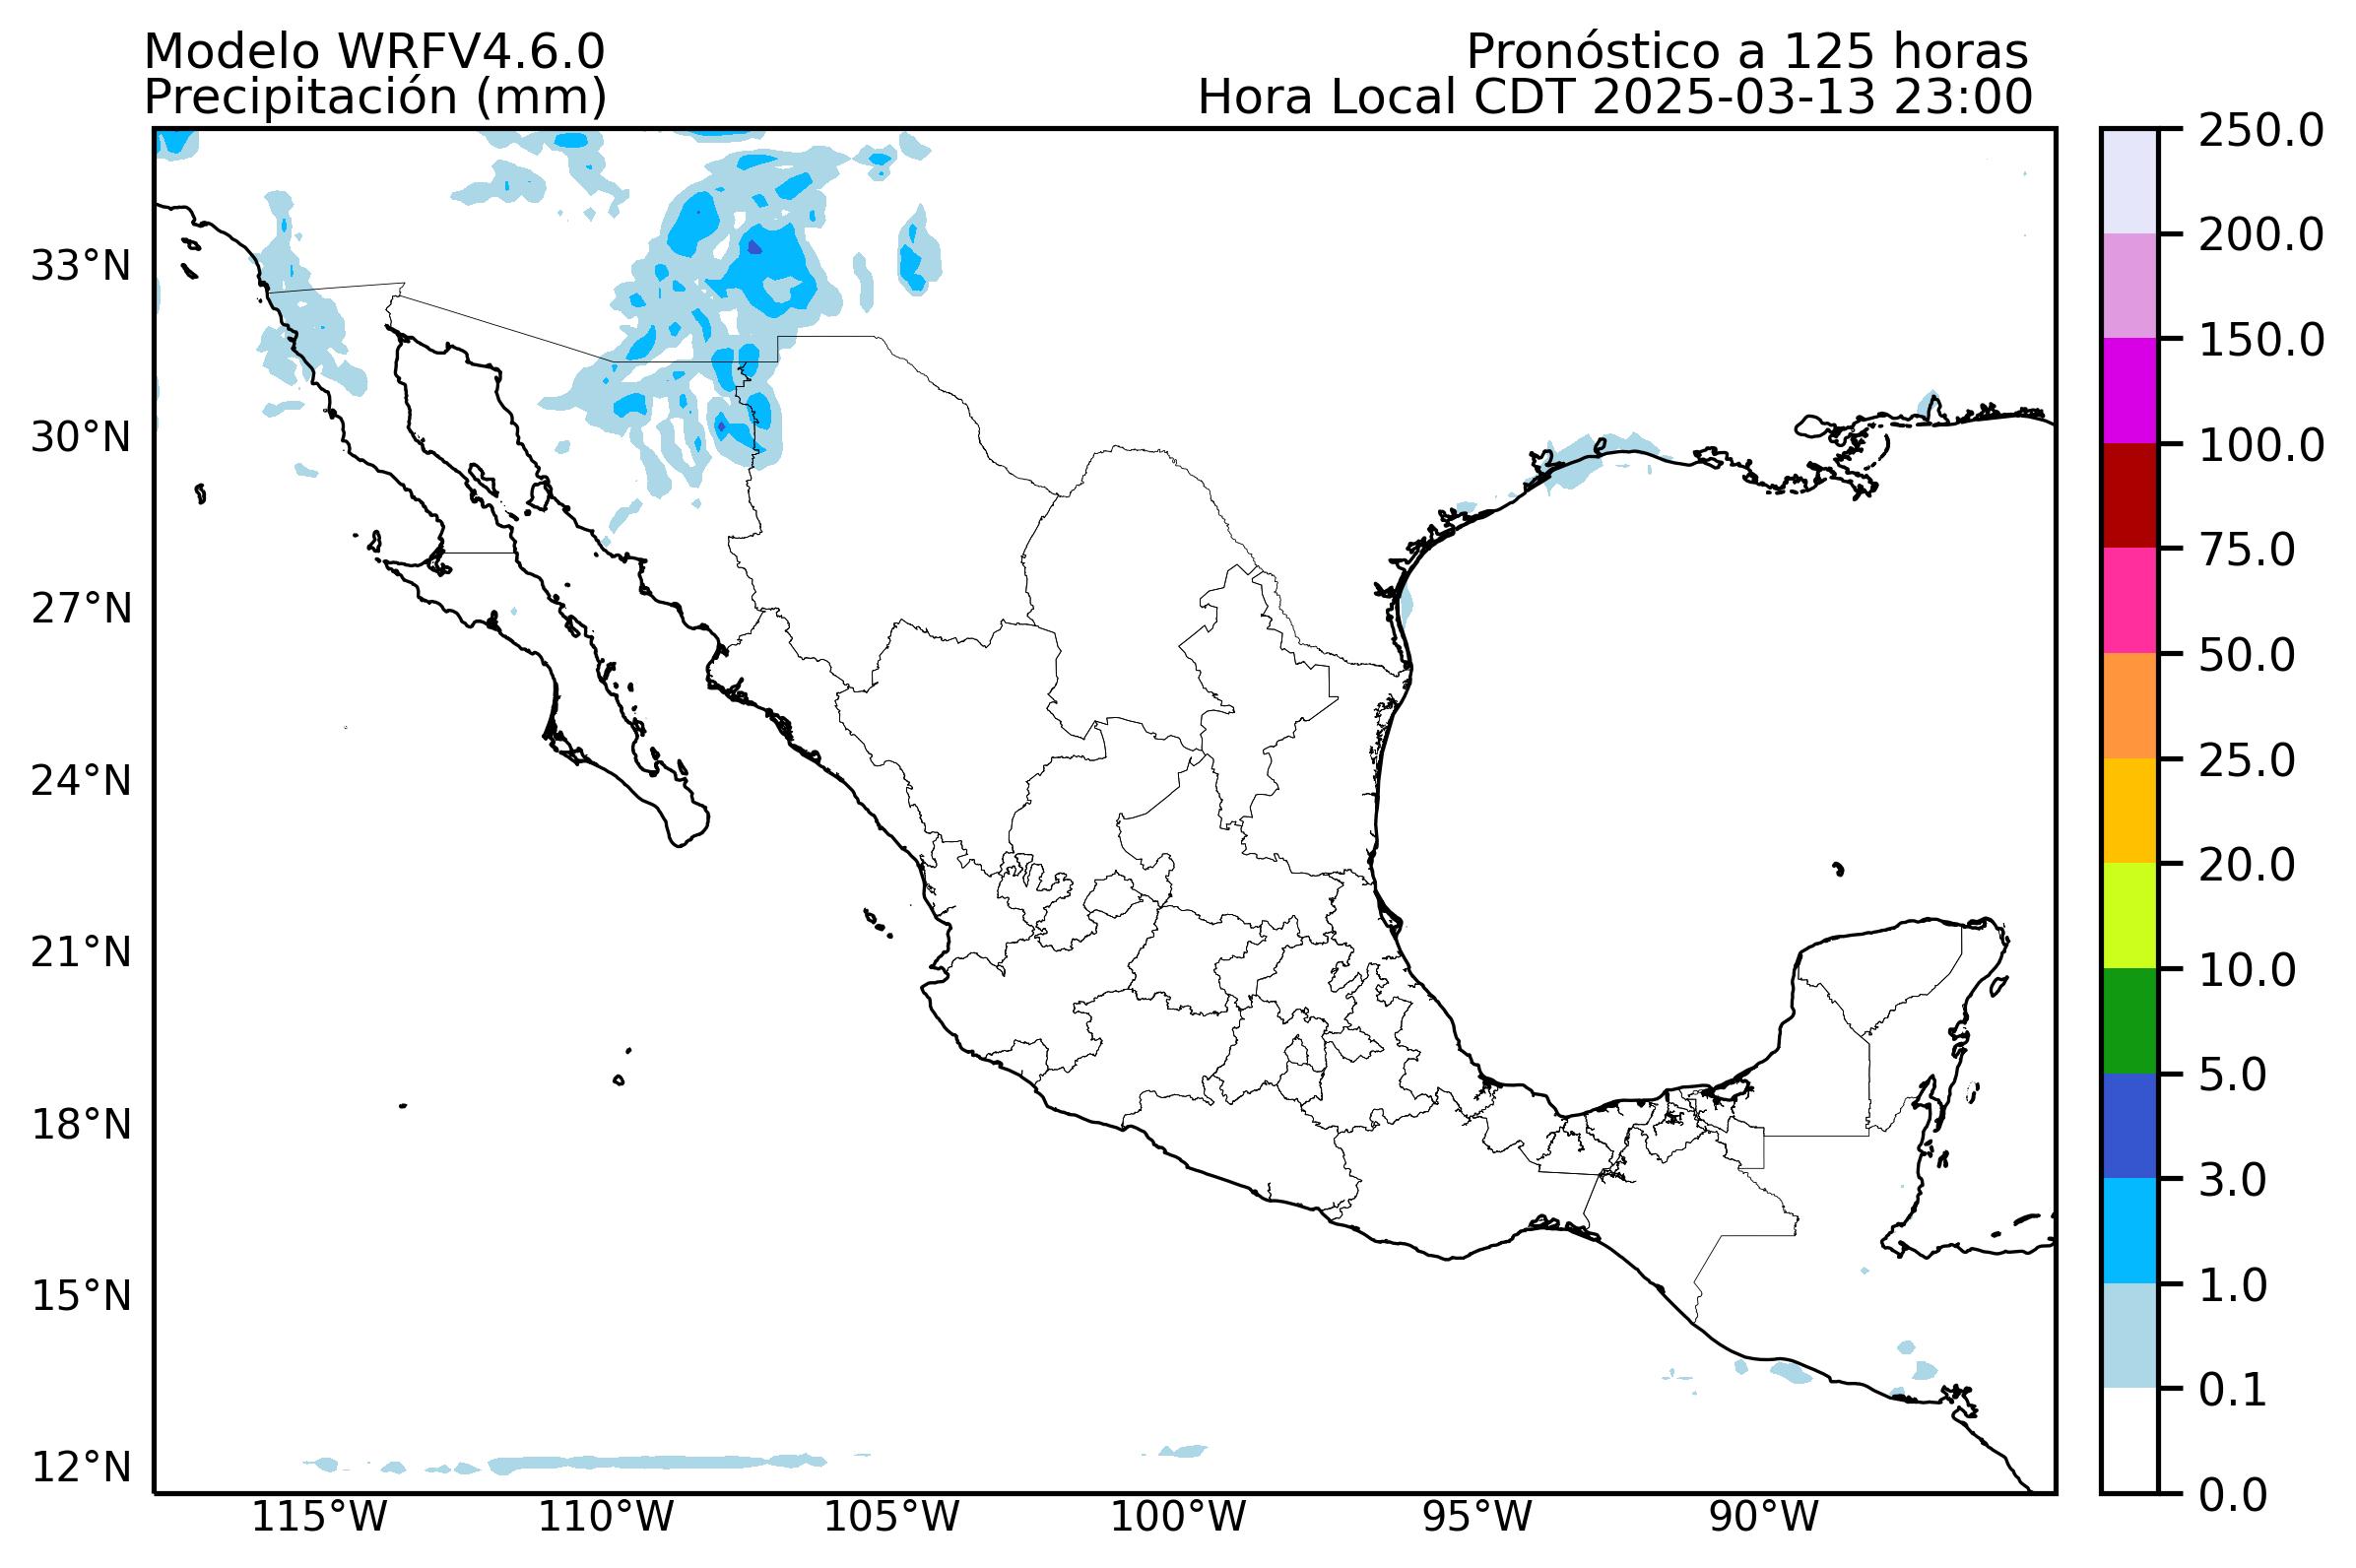 Modelo WRFV4.6.0
Pronóstico a 125 horas
Precipitación (mm)
Hora Local CDT 2025-03-13 23:00
33°N
30°N
27°N
24°N
21°N
18°N
15°N
12°N
115°W
110°W
105°W
100°W
95°W
90°W
250.0
200.0
150.0
100.0
75.0
50.0
25.0
20.0
10.0
5.0
3.0
1.0
0.1
0.0